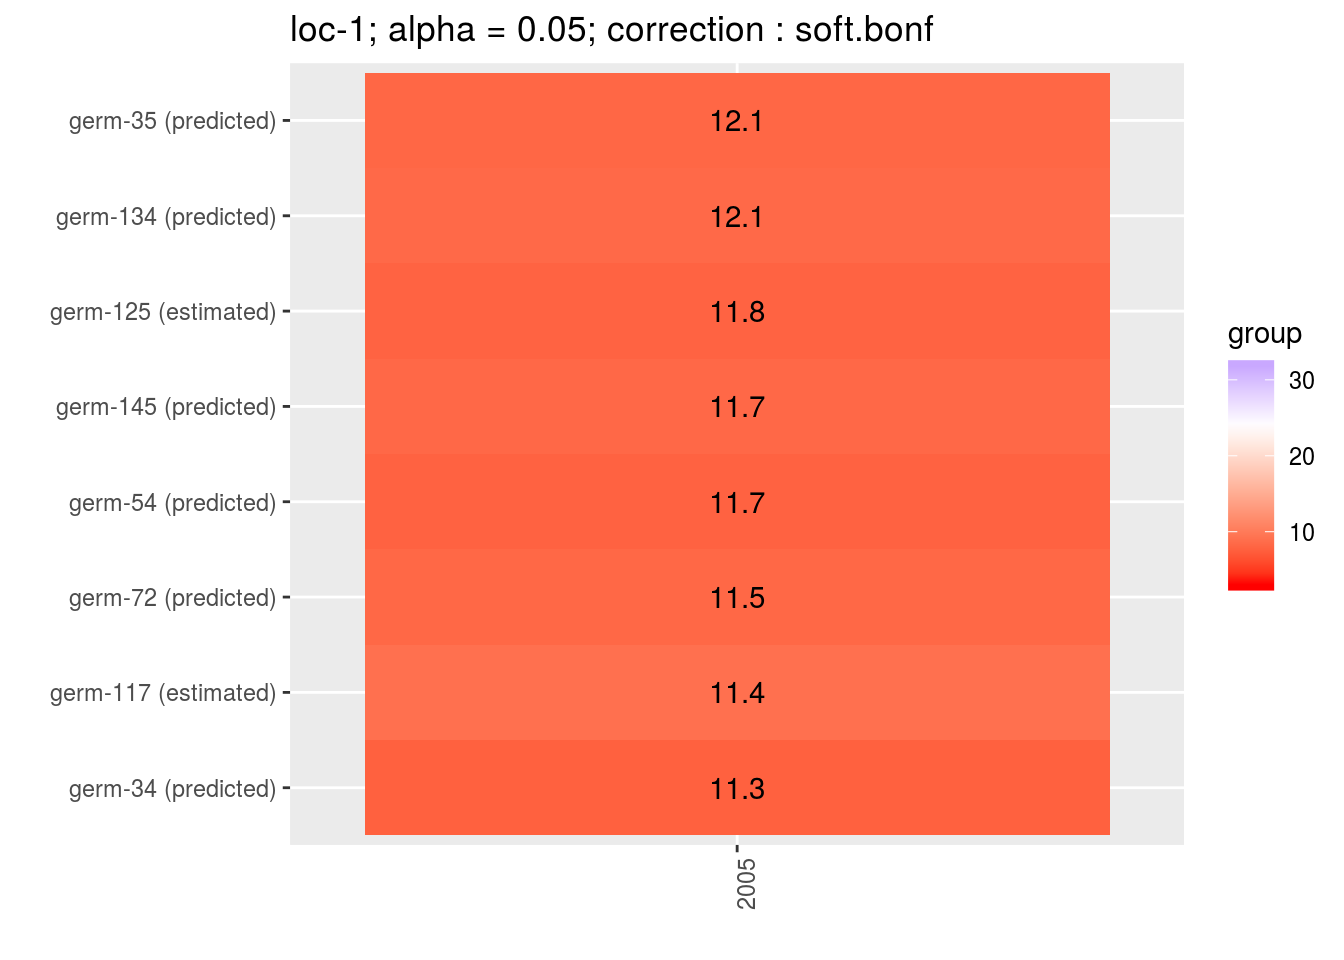 loc-1; alpha = 0.05; correction : soft.bonf
germ-35 (predicted) 12.1
germ-134 (predicted) 12.1
germ-125 (estimated) 11.8
germ-145 (predicted) 11.7
germ-54 (predicted) 11.7
germ-72 (predicted) 11.5
germ-117 (estimated) 11.4
germ-34 (predicted) 11.3
2005
group
30
20
10